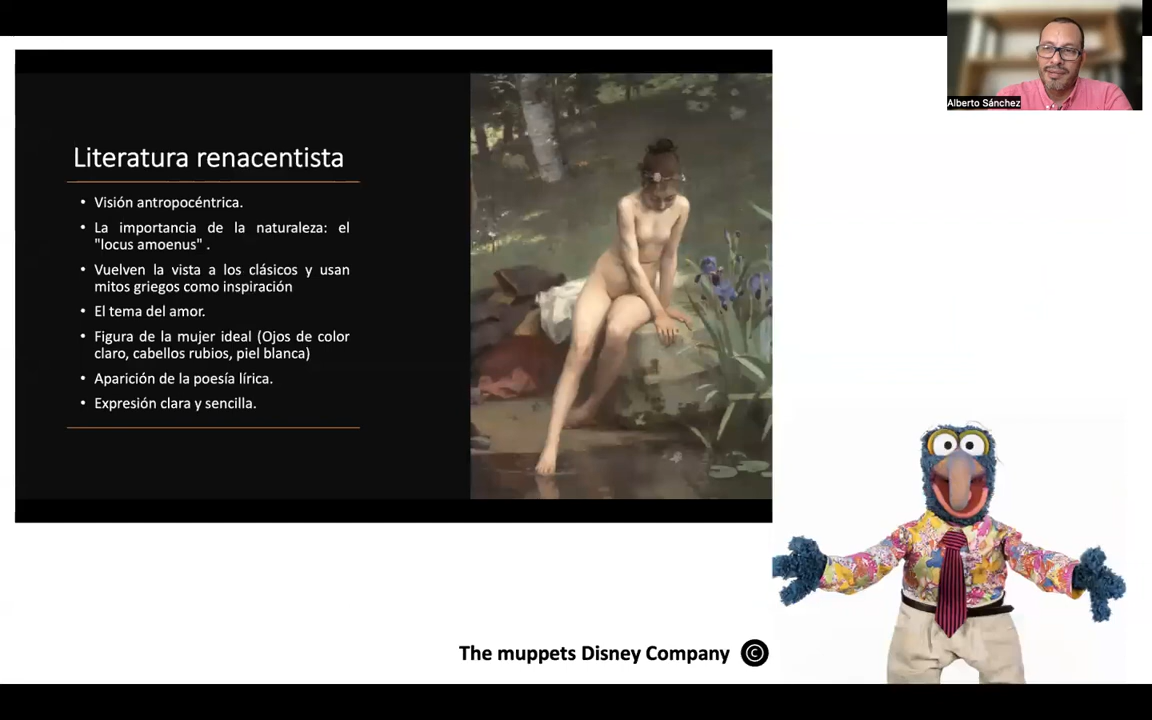 Literatura renacentista
• Visión antropocéntrica.
• La importancia de la naturaleza: el
"locus amoenus" .
• Vuelven la vista a los clásicos y usan
mitos griegos como inspiración
• El tema del amor.
• Figura de la mujer ideal (Ojos de color
claro, cabellos rubios, piel blanca)
• Aparición de la poesía lírica.
• Expresión clara y sencilla.
Alberto Sánchez
The muppets Disney Company ©